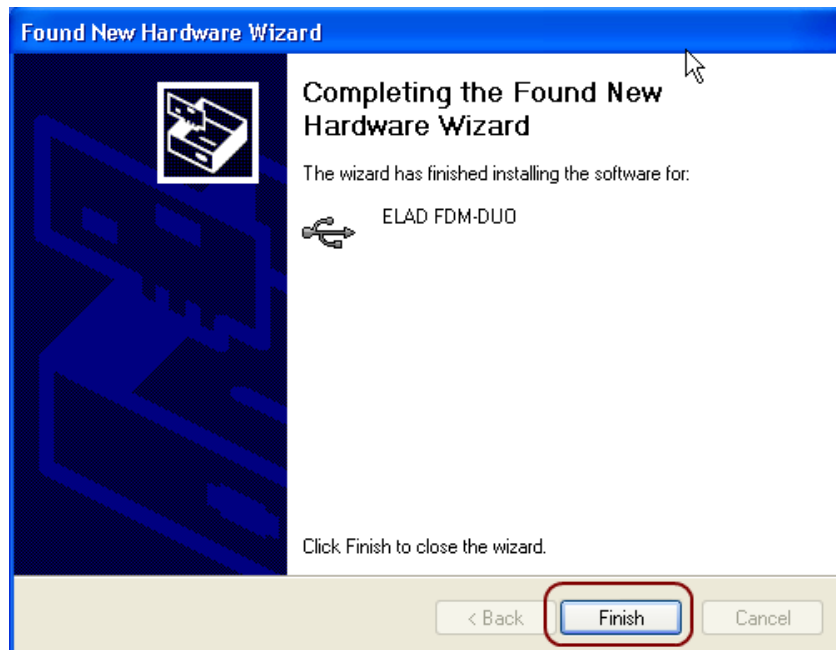 Found New Hardware Wizard
Completing the Found New
Hardware Wizard
The wizard has finished installing the software for:
ELAD FDM-DUO
Click Finish to close the wizard.
< Back Finish Cancel